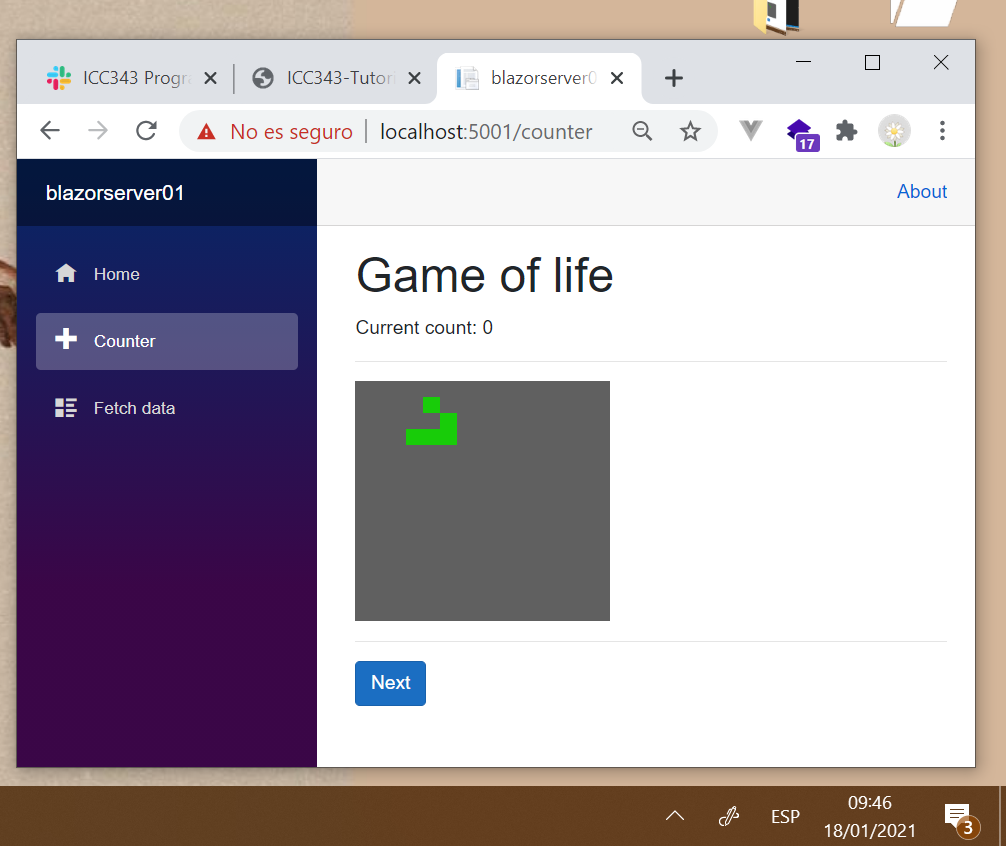 ICC343 Progra
ICC343-Tutori
blazorserver0
No es seguro
localhost:5001/counter
17
blazorserver01
About
Home
Counter
Fetch data
Game of life
Current count: 0
Next
ESP
09:46
18/01/2021
3